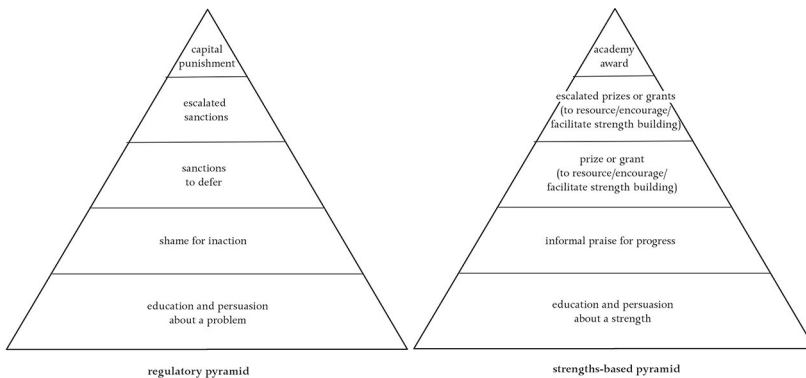 capital
punishment
escalated
sanctions
sanctions
to defer
shame for inaction
education and persuasion
about a problem
regulatory pyramid
academy
award
escalated prizes or grants
(to resource/encourage/
facilitate strength building)
prize or grant
(to resource/encourage/
facilitate strength building)
informal praise for progress
education and persuasion
about a strength
strengths-based pyramid